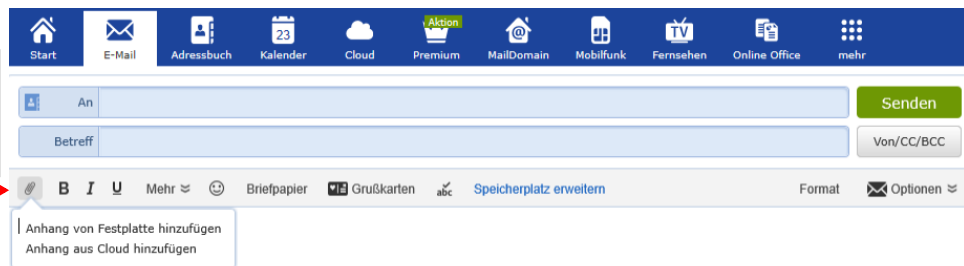 Aktion
Start E-Mail Adressbuch 23 Kalender Cloud Premium @ MailDomain Mobilfunk TV Fernsehen Online Office mehr
An Senden
Betreff Von/CC/BCC
B I U Mehr Briefpapier Grußkarten abc Speicherplatz erweitern Format Optionen
Anhang von Festplatte hinzufügen
Anhang aus Cloud hinzufügen